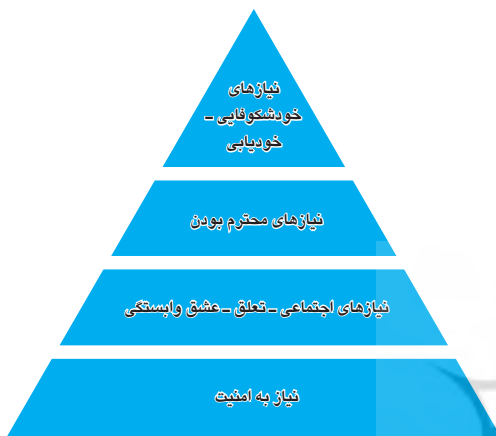 نیازهای
خودشکوفایی ـ
خودیابی
نیازهای محترم بودن
نیازهای اجتماعی ـ تعلق ـ عشق وابستگی
نیاز به امنیت